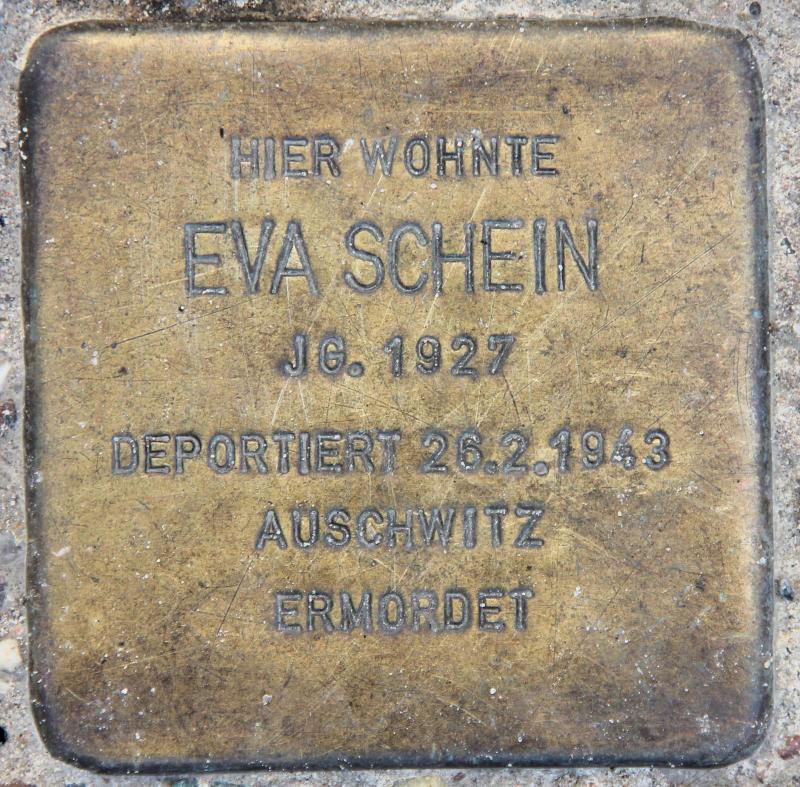 HIER WOHNTE
EVA SCHEIN
JG. 1927
DEPORTIERT 26.2.1943
AUSCHWITZ
ERMORDET